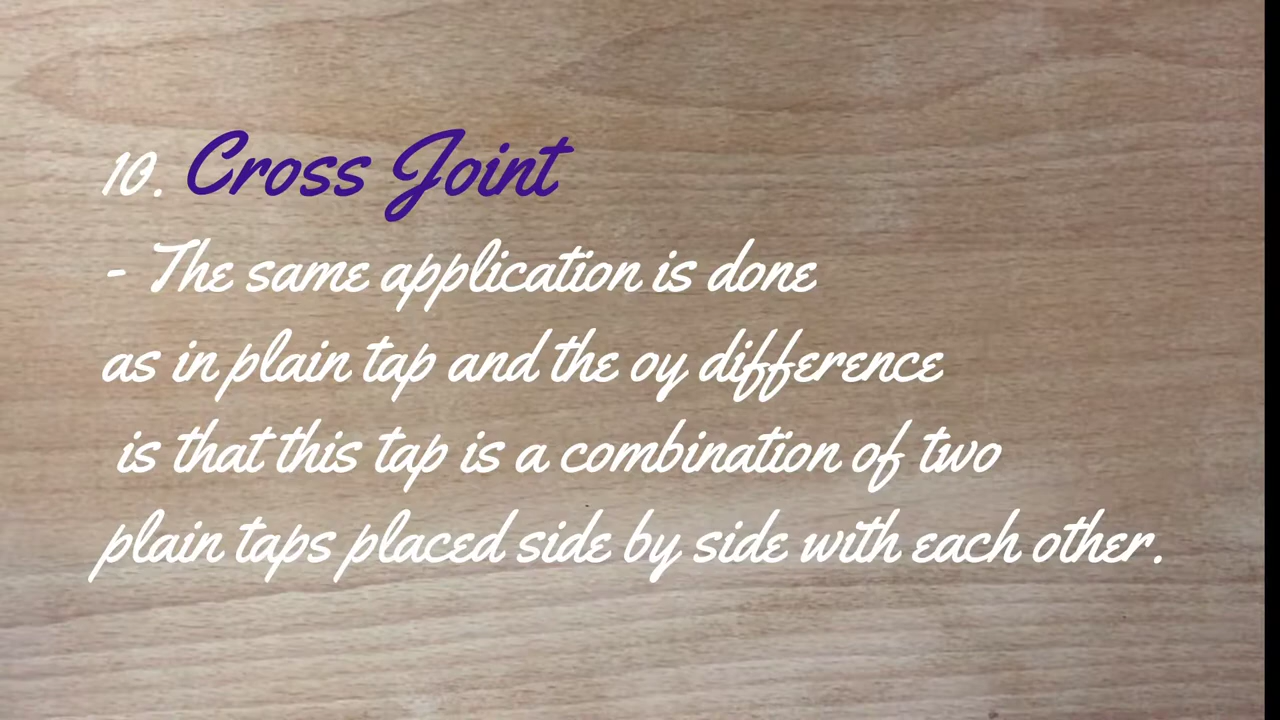 10. Cross Joint
- The same application is done
as in plain tap and the oy difference
is that this tap is a combination of two
plain taps placed side by side with each other.